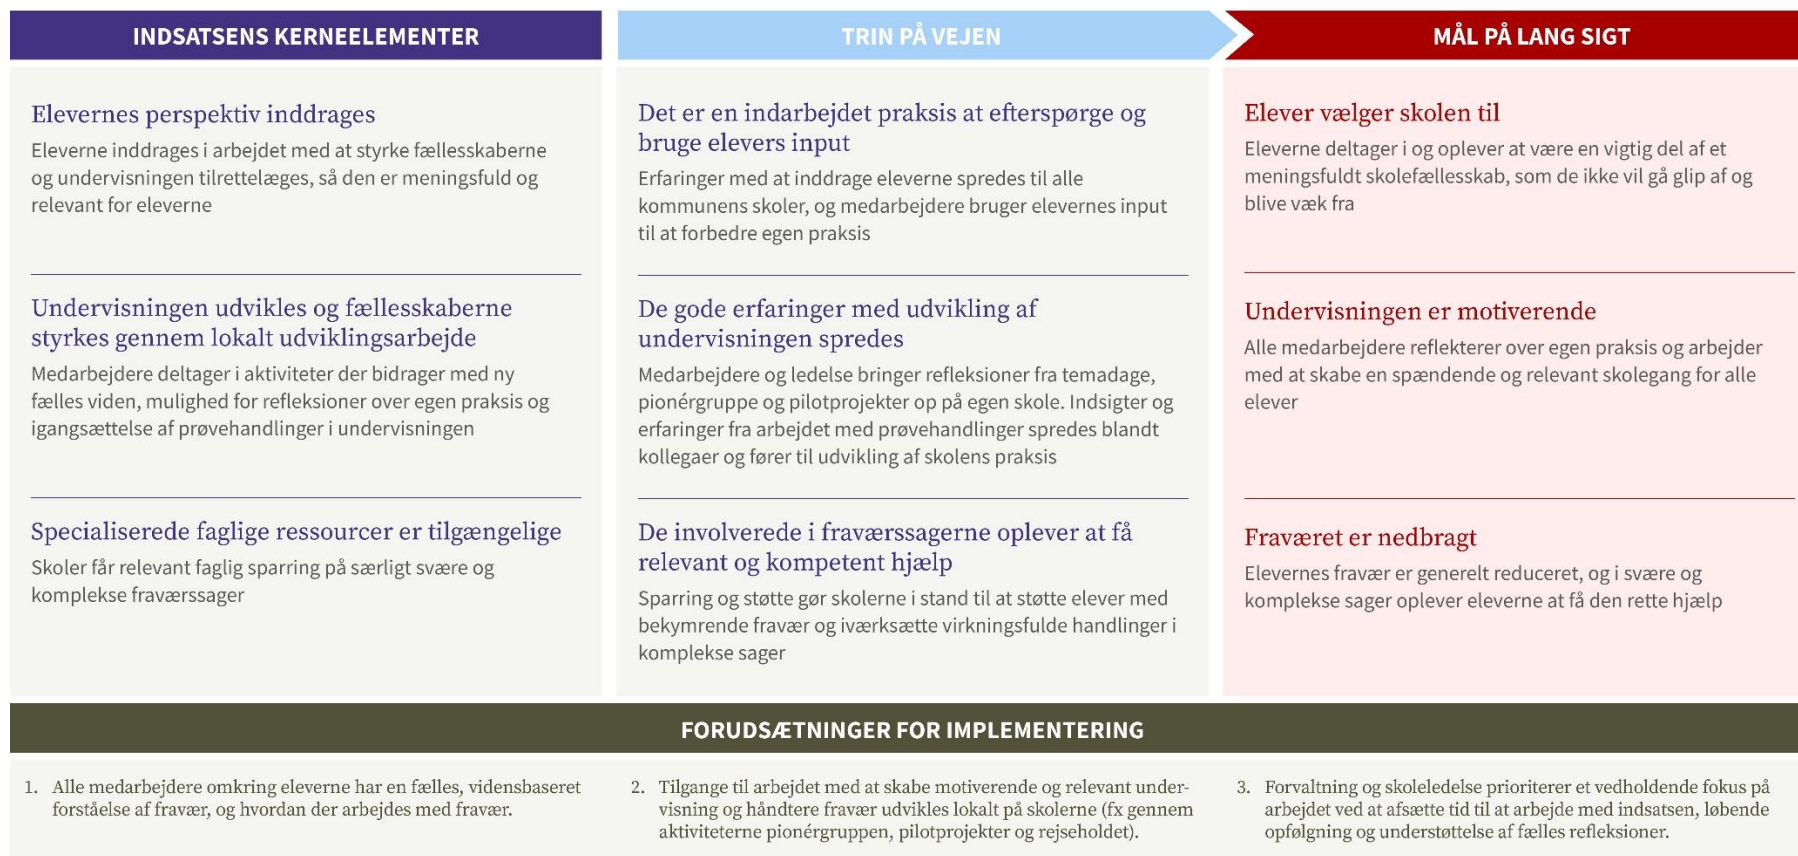 INDSATSENS KERNEELEMENTER
Elevernes perspektiv inddrages
Eleverne inddrages i arbejdet med at styrke fællesskaberne
og undervisningen tilrettelæges, så den er meningsfuld og
relevant for eleverne
Undervisningen udvikles og fællesskaberne
styrkes gennem lokalt udviklingsarbejde
Medarbejdere deltager i aktiviteter der bidrager med ny
fælles viden, mulighed for refleksioner over egen praksis og
igangsættelse af prøvehandlinger i undervisningen
Specialiserede faglige ressourcer er tilgængelige
Skoler får relevant faglig sparring på særligt svære og
komplekse fraværssager
TRIN PÅ VEJEN
Det er en indarbejdet praksis at efterspørge og
bruge elevers input
Erfaringer med at inddrage eleverne spredes til alle
kommunens skoler, og medarbejdere bruger elevernes input
til at forbedre egen praksis
De gode erfaringer med udvikling af
undervisningen spredes
Medarbejdere og ledelse bringer refleksioner fra temadage,
pionérgruppe og pilotprojekter op på egen skole. Indsigter og
erfaringer fra arbejdet med prøvehandlinger spredes blandt
kollegaer og fører til udvikling af skolens praksis
De involverede i fraværssagerne oplever at få
relevant og kompetent hjælp
Sparring og støtte gør skolerne i stand til at støtte elever med
bekymrende fravær og iværksætte virkningsfulde handlinger i
komplekse sager
MÅL PÅ LANG SIGT
Elever vælger skolen til
Eleverne deltager i og oplever at være en vigtig del af et
meningsfuldt skolefællesskab, som de ikke vil gå glip af og
blive væk fra
Undervisningen er motiverende
Alle medarbejdere reflekterer over egen praksis og arbejder
med at skabe en spændende og relevant skolegang for alle
elever
Fraværet er nedbragt
Elevernes fravær er generelt reduceret, og i svære og
komplekse sager oplever eleverne at få den rette hjælp
FORUDSÆTNINGER FOR IMPLEMENTERING
1. Alle medarbejdere omkring eleverne har en fælles, vidensbaseret
forståelse af fravær, og hvordan der arbejdes med fravær.
2. Tilgange til arbejdet med at skabe motiverende og relevant under-
visning og håndtere fravær udvikles lokalt på skolerne (fx gennem
aktiviteterne pionérgruppen, pilotprojekter og rejseholdet).
3. Forvaltning og skoleledelse prioriterer et vedholdende fokus på
arbejdet ved at afsætte tid til at arbejde med indsatsen, løbende
opfølgning og understøttelse af fælles refleksioner.